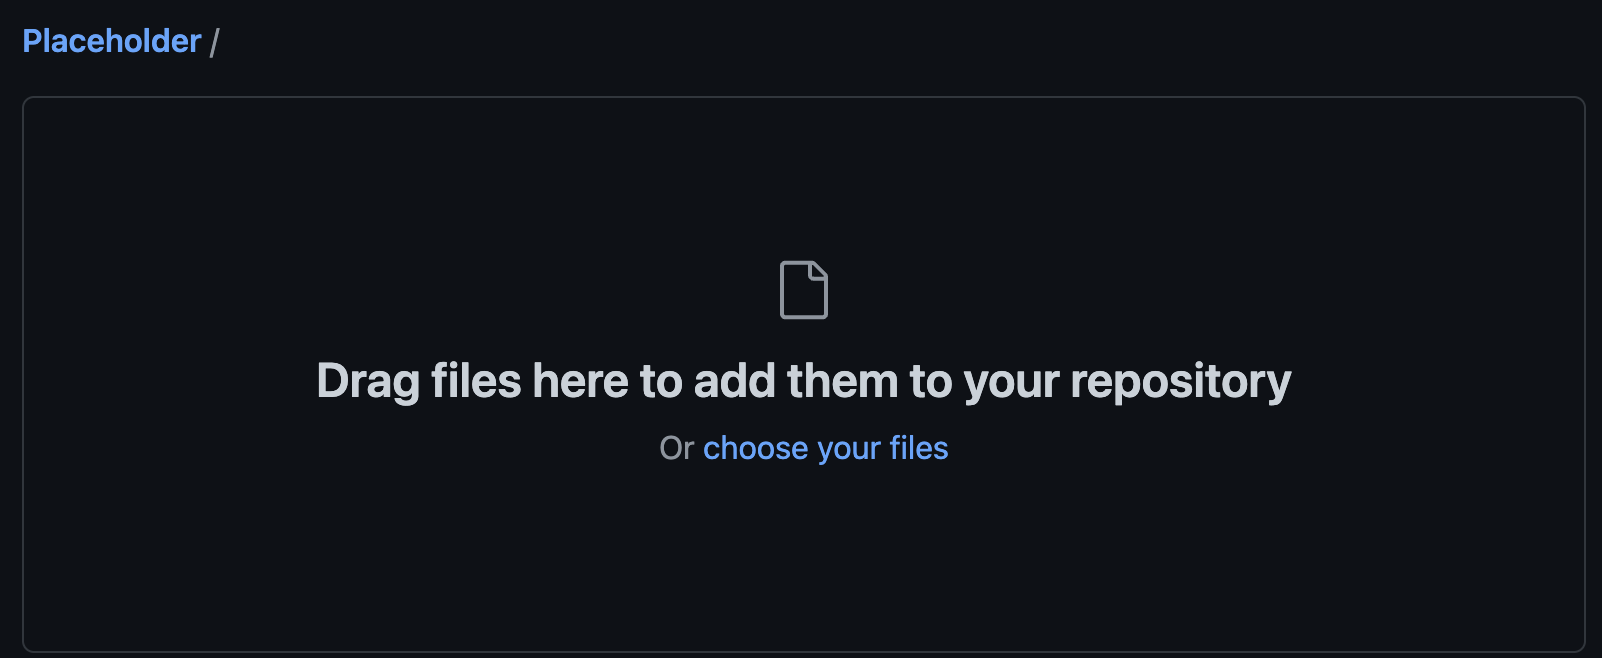 Placeholder /
Drag files here to add them to your repository
Or choose your files